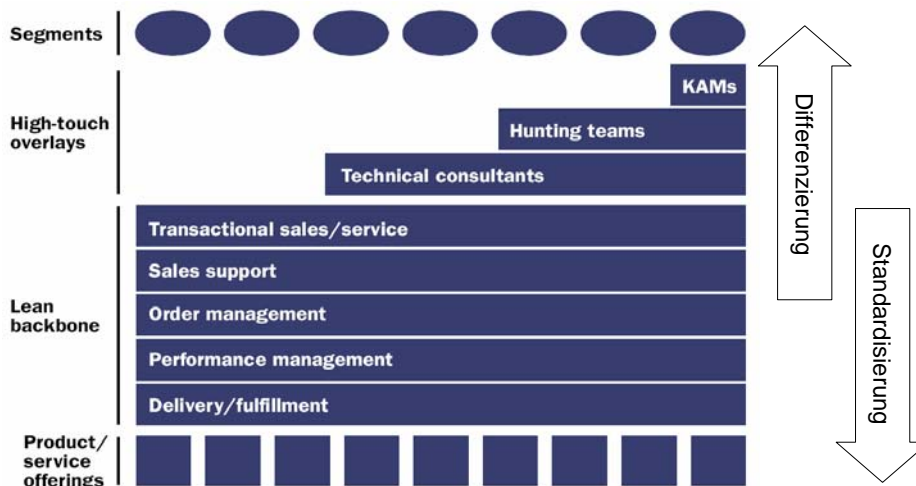 Segments
High-touch
overlays
KAMs
Hunting teams
Technical consultants
Lean
backbone
Transactional sales/service
Sales support
Order management
Performance management
Delivery/fulfillment
Product/
service
offerings
Differenzierung
Standardisierung